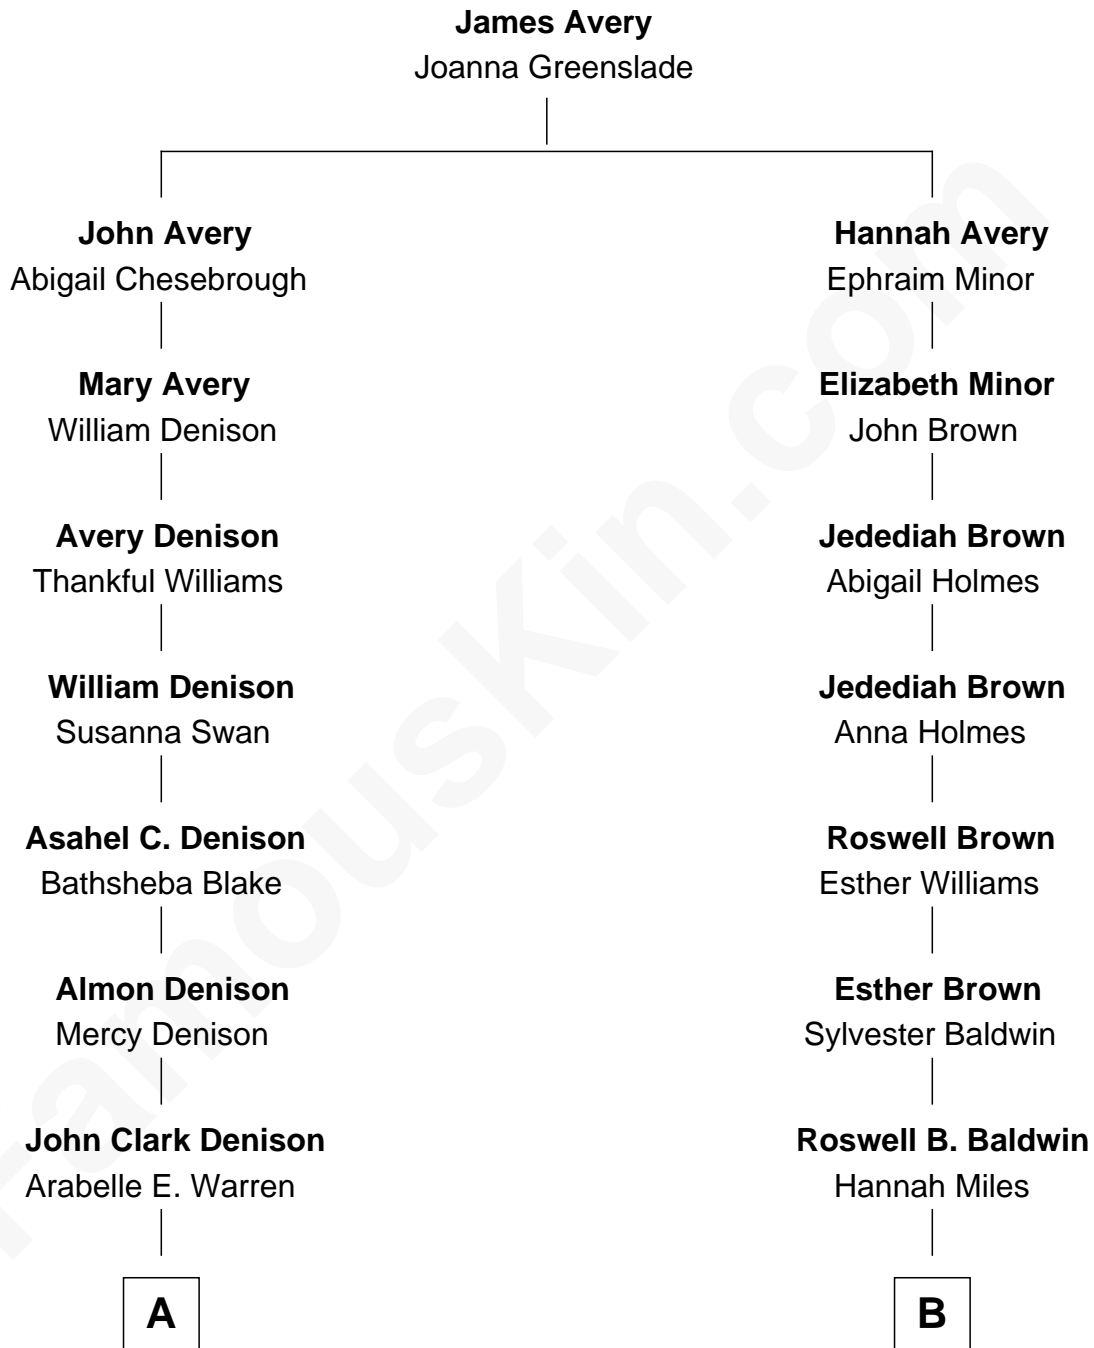 James Avery
Joanna Greenslade
John Avery
Abigail Chesebrough
Hannah Avery
Ephraim Minor
Mary Avery
William Denison
Elizabeth Minor
John Brown
Avery Denison
Thankful Williams
Jedediah Brown
Abigail Holmes
William Denison
Susanna Swan
Jedediah Brown
Anna Holmes
Asahel C. Denison
Bathsheba Blake
Roswell Brown
Esther Williams
Almon Denison
Mercy Denison
Esther Brown
Sylvester Baldwin
John Clark Denison
Arabelle E. Warren
Roswell B. Baldwin
Hannah Miles
A
B
FamousKin.com